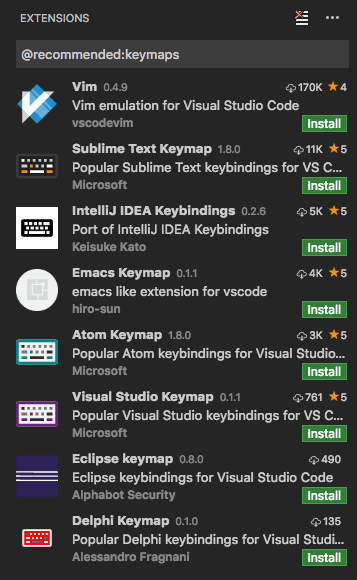 EXTENSIONS
@recommended:keymaps
Vim 0.4.9 170K 4
Vim emulation for Visual Studio Code
vscodevim Install
Sublime Text Keymap 1.8.0 11K 5
Popular Sublime Text keybindings for VS C...
Microsoft Install
IntelliJ IDEA Keybindings 0.2.6 5K 5
Port of IntelliJ IDEA Keybindings
Keisuke Kato Install
Emacs Keymap 0.1.1 4K 5
emacs like extension for vscode
hiro-sun Install
Atom Keymap 1.8.0 3K 5
Popular Atom keybindings for Visual Studio...
Microsoft Install
Visual Studio Keymap 0.1.1 761 5
Popular Visual Studio keybindings for VS C...
Microsoft Install
Eclipse keymap 0.8.0 490
Eclipse keybindings for Visual Studio Code
Alphabot Security Install
Delphi Keymap 0.1.0 135
Popular Delphi keybindings for Visual Studi...
Alessandro Fragnani Install